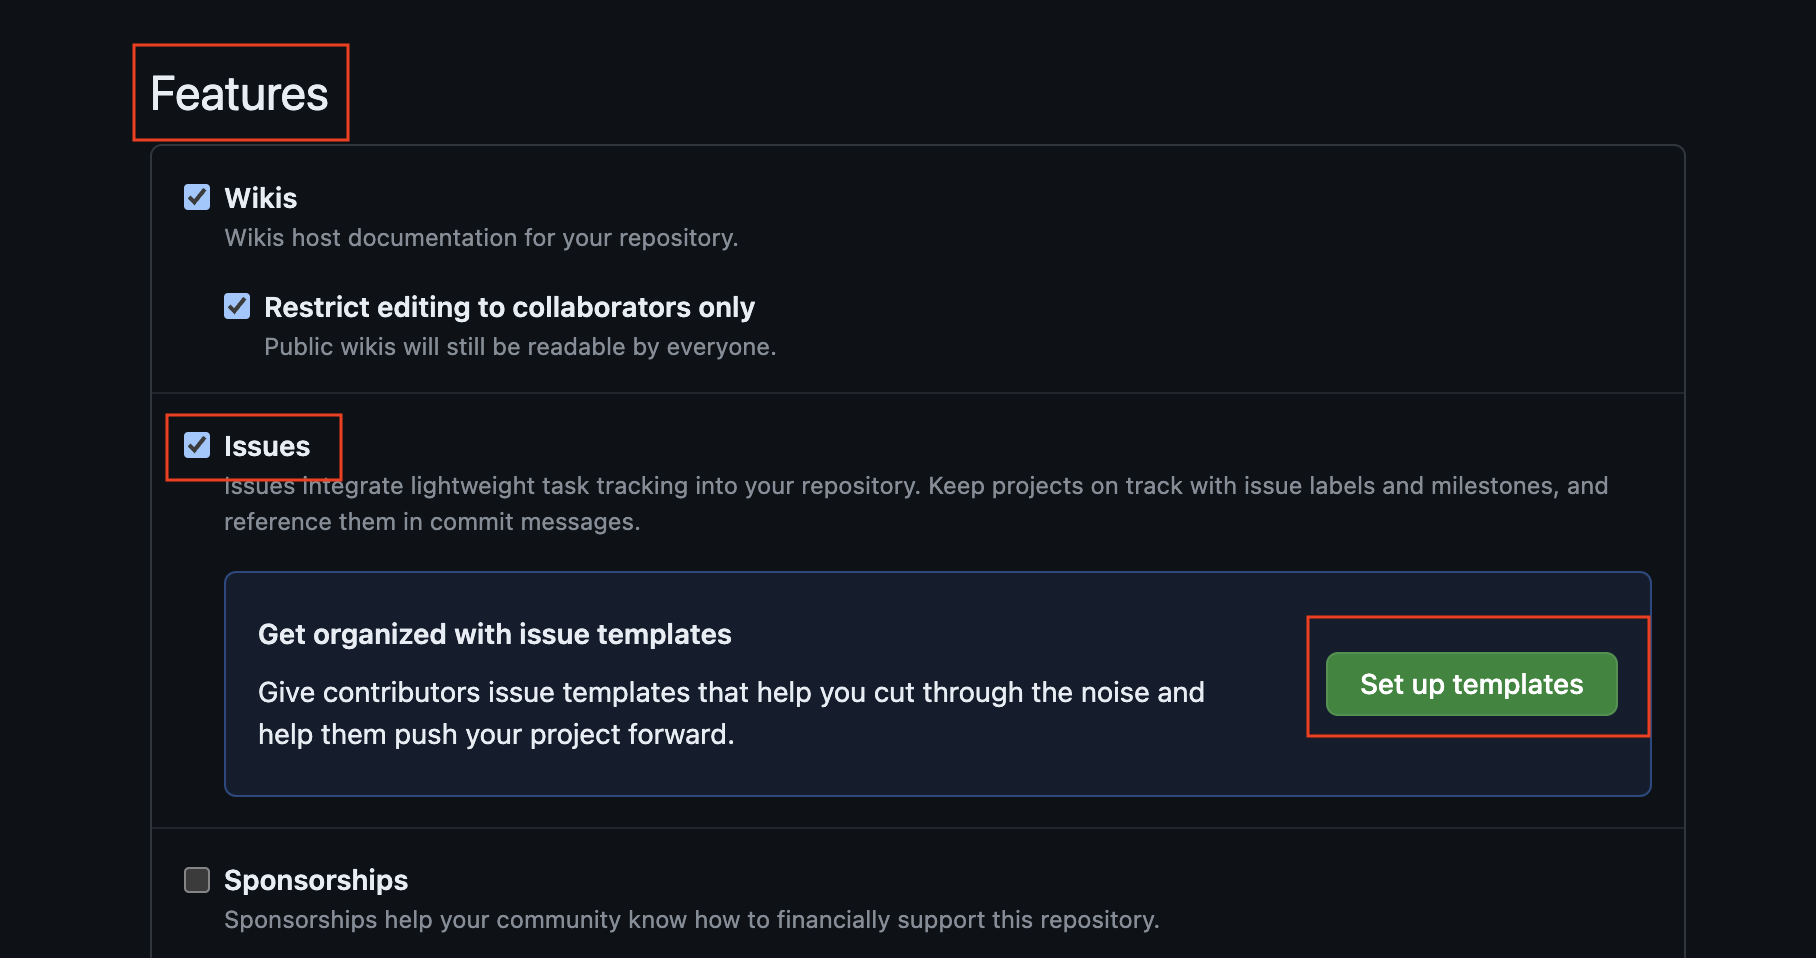 Features
Wikis
Wikis host documentation for your repository.
Restrict editing to collaborators only
Public wikis will still be readable by everyone.
Issues
Issues integrate lightweight task tracking into your repository. Keep projects on track with issue labels and milestones, and
reference them in commit messages.
Get organized with issue templates
Give contributors issue templates that help you cut through the noise and
help them push your project forward.
Set up templates
Sponsorships
Sponsorships help your community know how to financially support this repository.